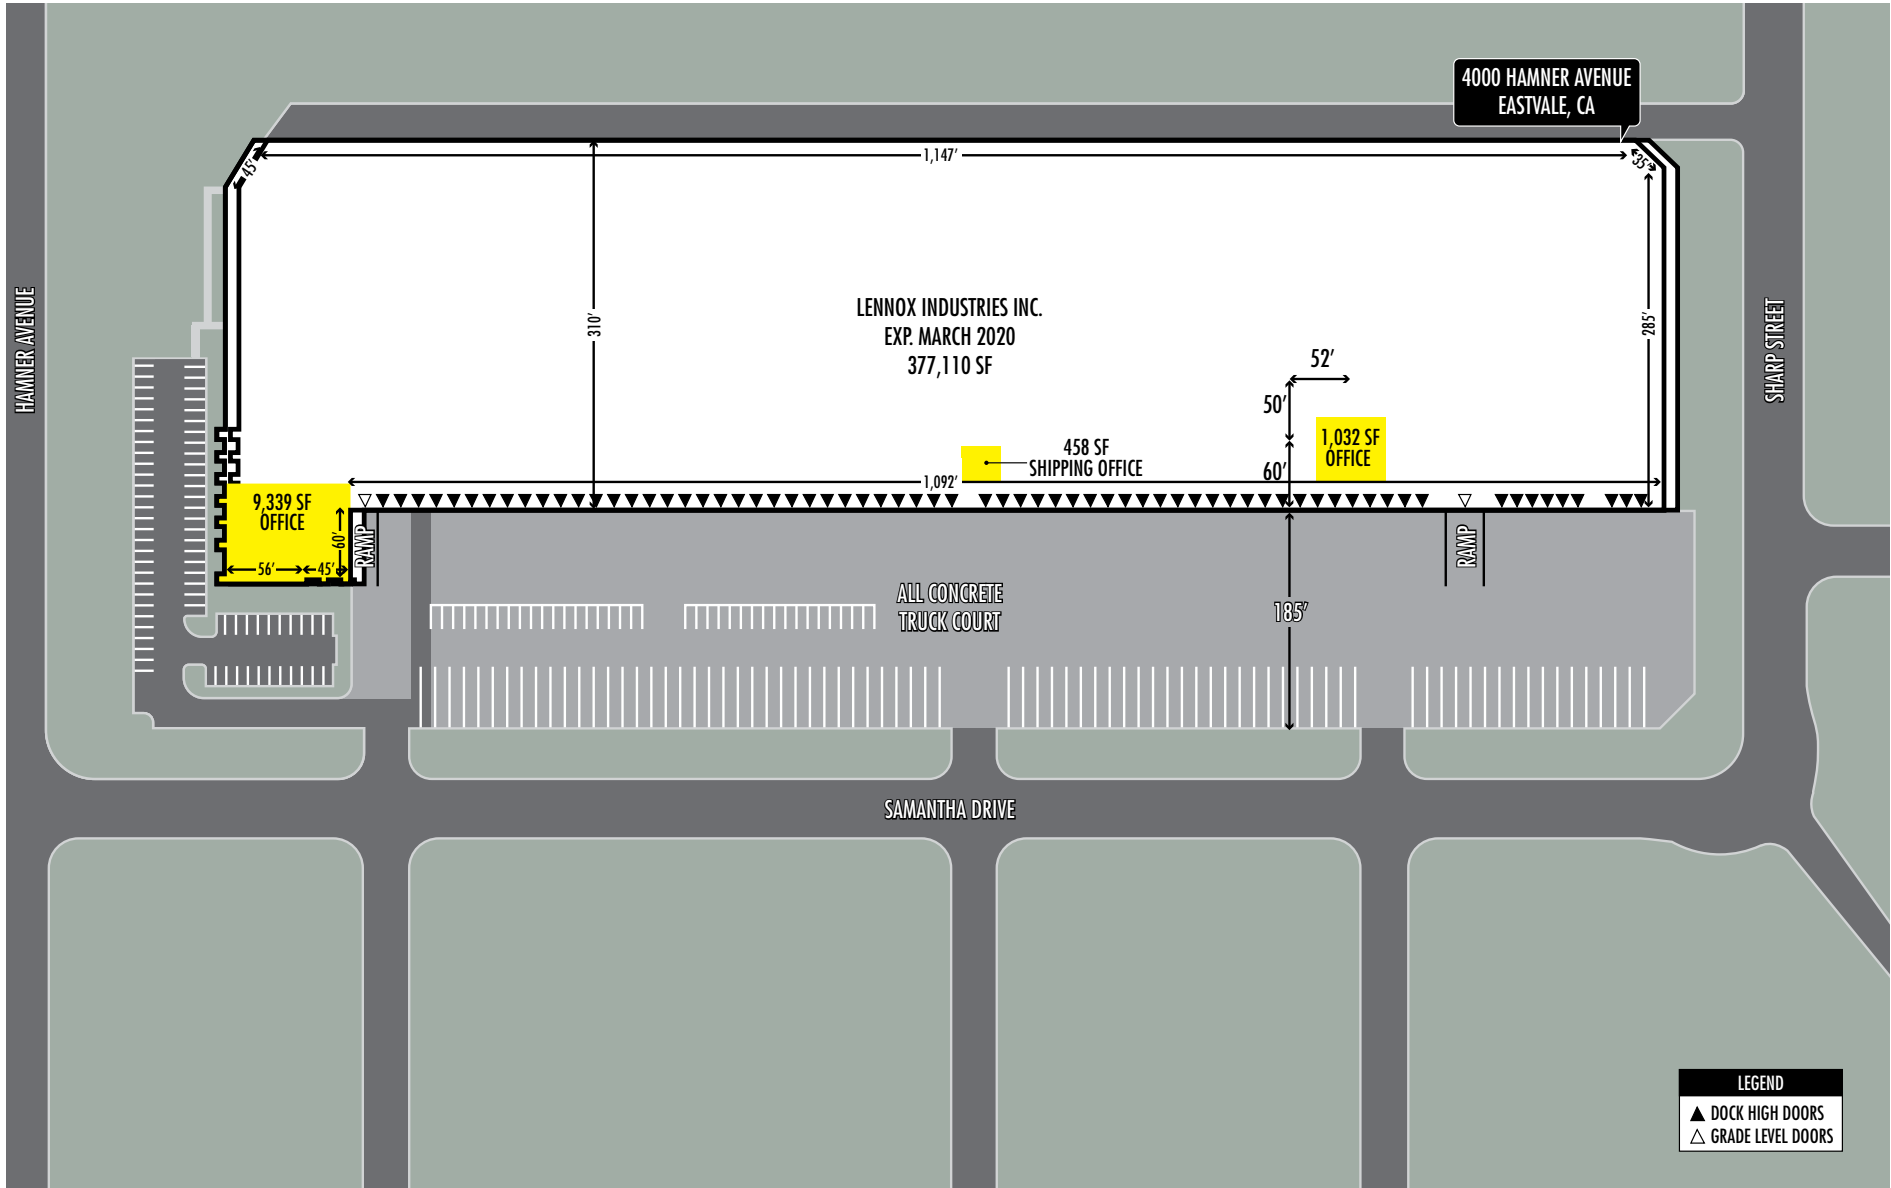 4000 HAMNER AVENUE
EASTVALE, CA
1,147'
45'
35'
HAMNER AVENUE
310'
285'
SHARP STREET
LENNOX INDUSTRIES INC.
EXP. MARCH 2020
377,110 SF
52'
50'
60'
1,032 SF
OFFICE
458 SF
SHIPPING OFFICE
1,092'
9,339 SF
OFFICE
60'
56'
45'
RAMP
RAMP
ALL CONCRETE
TRUCK COURT
185'
SAMANTHA DRIVE
LEGEND
▲ DOCK HIGH DOORS
△ GRADE LEVEL DOORS